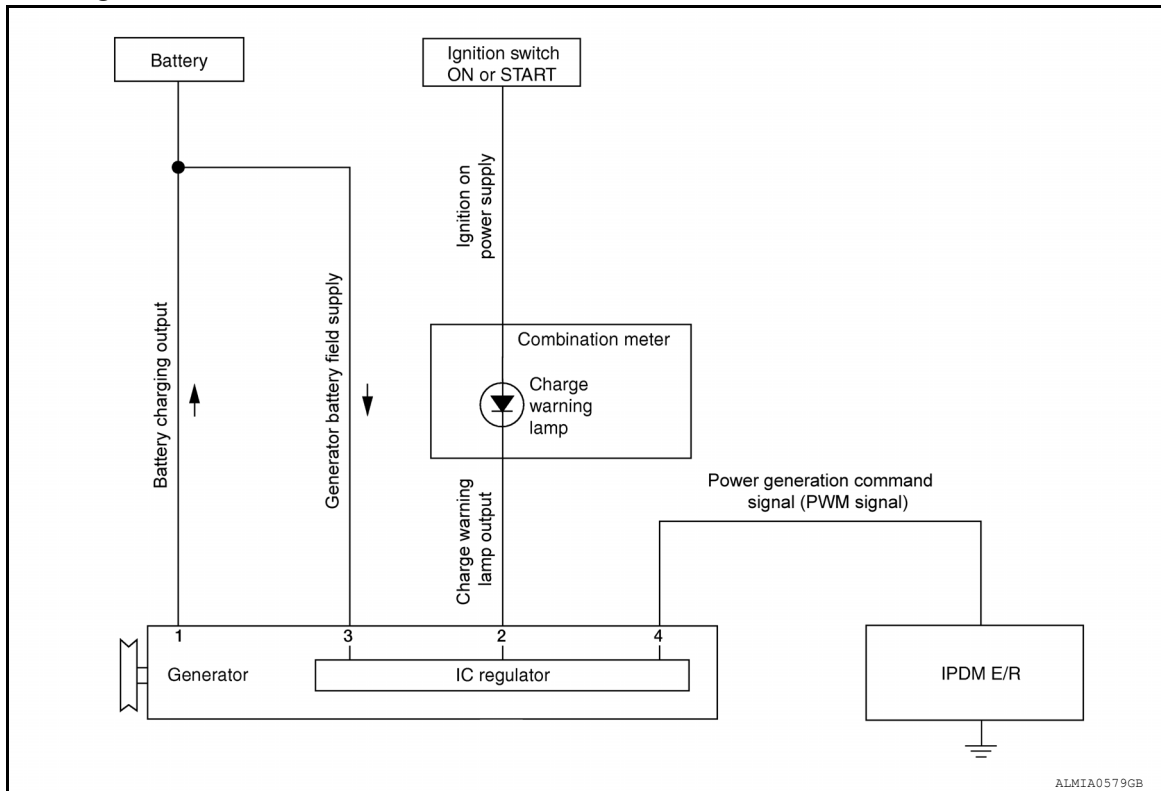 Battery
Ignition switch
ON or START
Ignition on
power supply
Battery charging output
Generator battery field supply
Combination meter
Charge
warning
lamp
Charge warning
lamp output
Power generation command
signal (PWM signal)
1
3
2
4
Generator
IC regulator
IPDM E/R
ALMIA0579GB